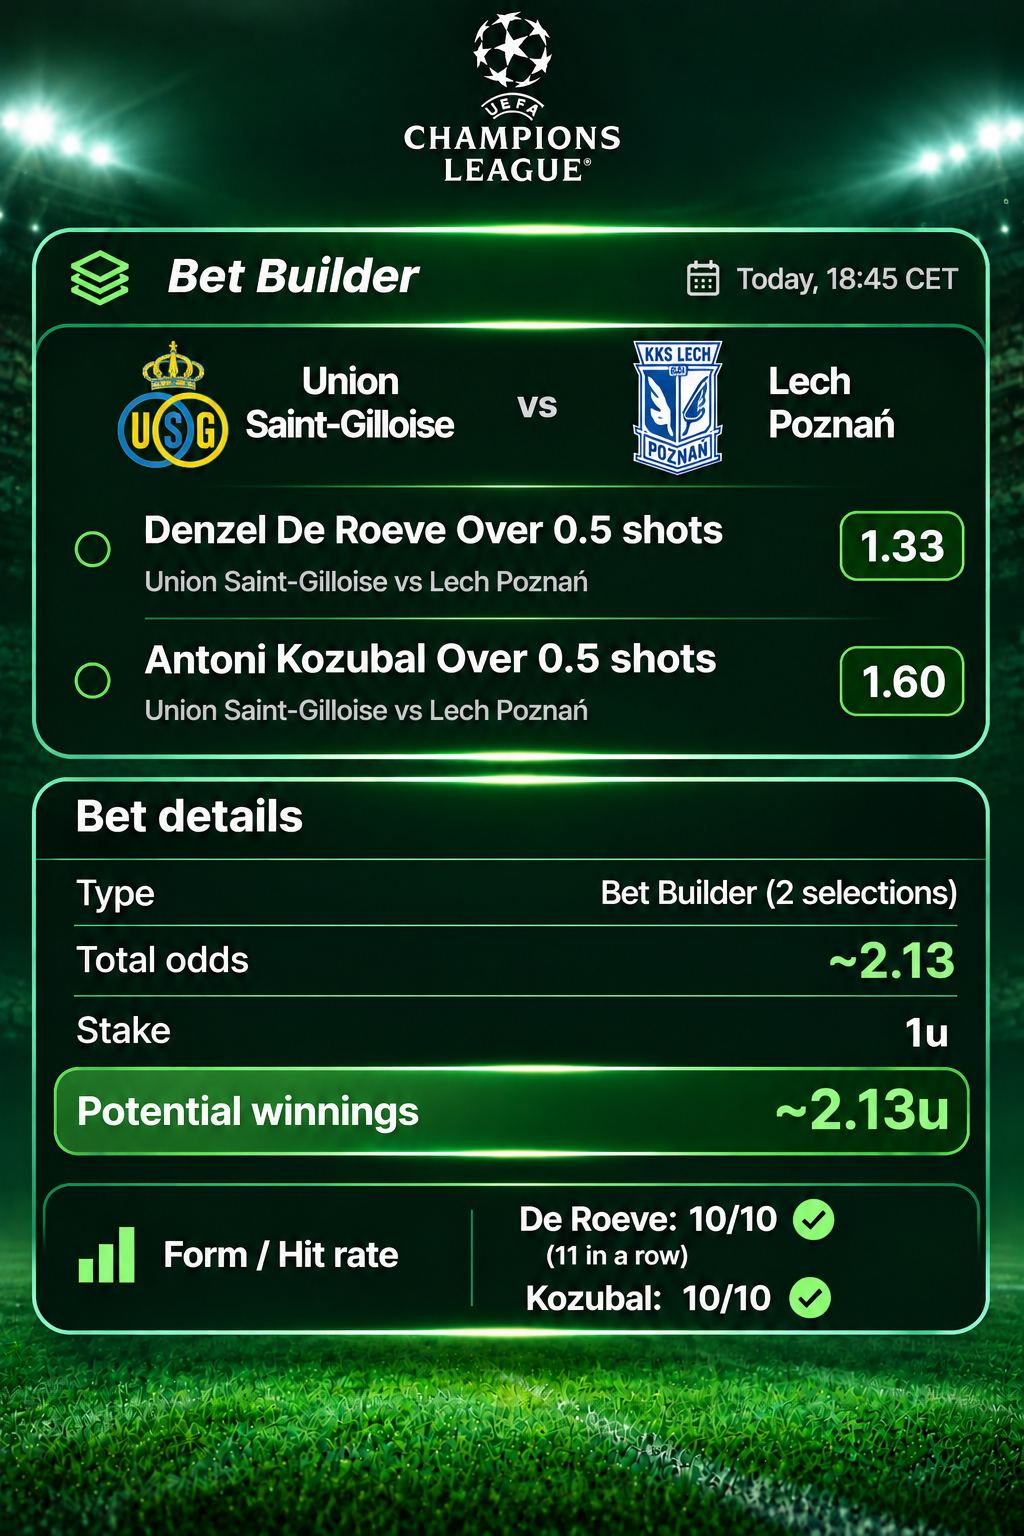 UEFA
CHAMPIONS
LEAGUE®
Bet Builder
Today, 18:45 CET
USG
Union
Saint-Gilloise
vs
KKS LECH
POZNAŃ
Lech
Poznań
Denzel De Roeve Over 0.5 shots
1.33
Union Saint-Gilloise vs Lech Poznań
Antoni Kozubal Over 0.5 shots
1.60
Union Saint-Gilloise vs Lech Poznań
Bet details
Type
Bet Builder (2 selections)
Total odds
~2.13
Stake
1u
Potential winnings
~2.13u
Form / Hit rate
De Roeve: 10/10
(11 in a row)
Kozubal: 10/10